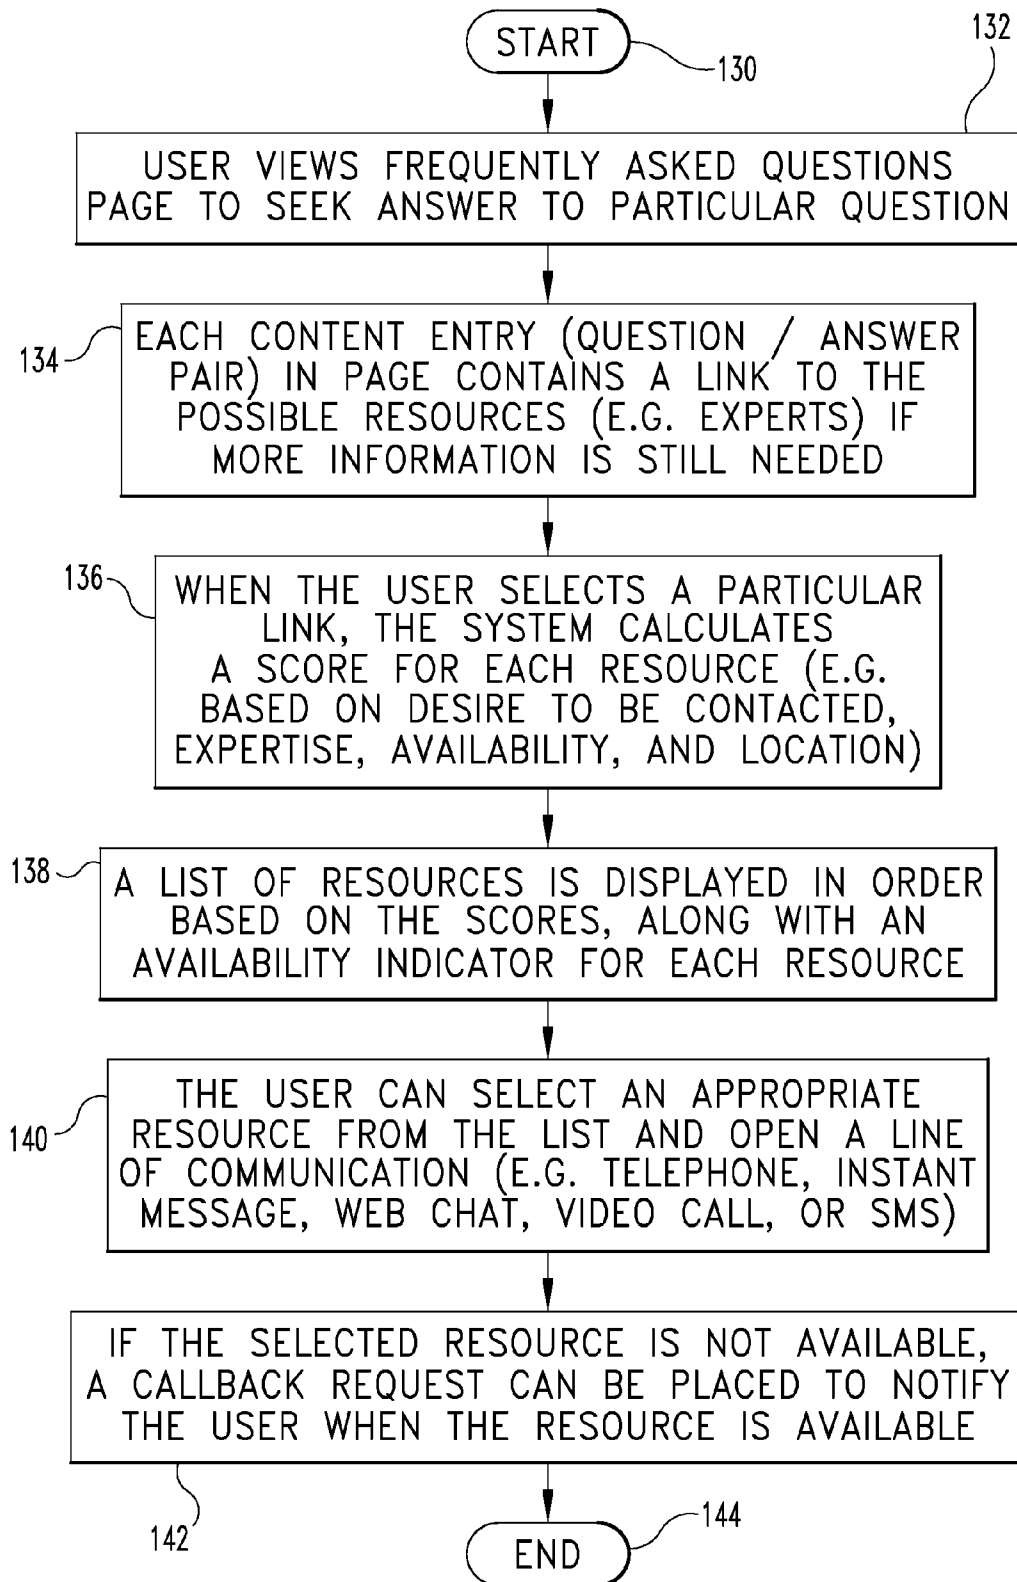 START
130
132
USER VIEWS FREQUENTLY ASKED QUESTIONS
PAGE TO SEEK ANSWER TO PARTICULAR QUESTION
134
EACH CONTENT ENTRY (QUESTION / ANSWER
PAIR) IN PAGE CONTAINS A LINK TO THE
POSSIBLE RESOURCES (E.G. EXPERTS) IF
MORE INFORMATION IS STILL NEEDED
136
WHEN THE USER SELECTS A PARTICULAR
LINK, THE SYSTEM CALCULATES
A SCORE FOR EACH RESOURCE (E.G.
BASED ON DESIRE TO BE CONTACTED,
EXPERTISE, AVAILABILITY, AND LOCATION)
138
A LIST OF RESOURCES IS DISPLAYED IN ORDER
BASED ON THE SCORES, ALONG WITH AN
AVAILABILITY INDICATOR FOR EACH RESOURCE
140
THE USER CAN SELECT AN APPROPRIATE
RESOURCE FROM THE LIST AND OPEN A LINE
OF COMMUNICATION (E.G. TELEPHONE, INSTANT
MESSAGE, WEB CHAT, VIDEO CALL, OR SMS)
IF THE SELECTED RESOURCE IS NOT AVAILABLE,
A CALLBACK REQUEST CAN BE PLACED TO NOTIFY
THE USER WHEN THE RESOURCE IS AVAILABLE
142
144
END